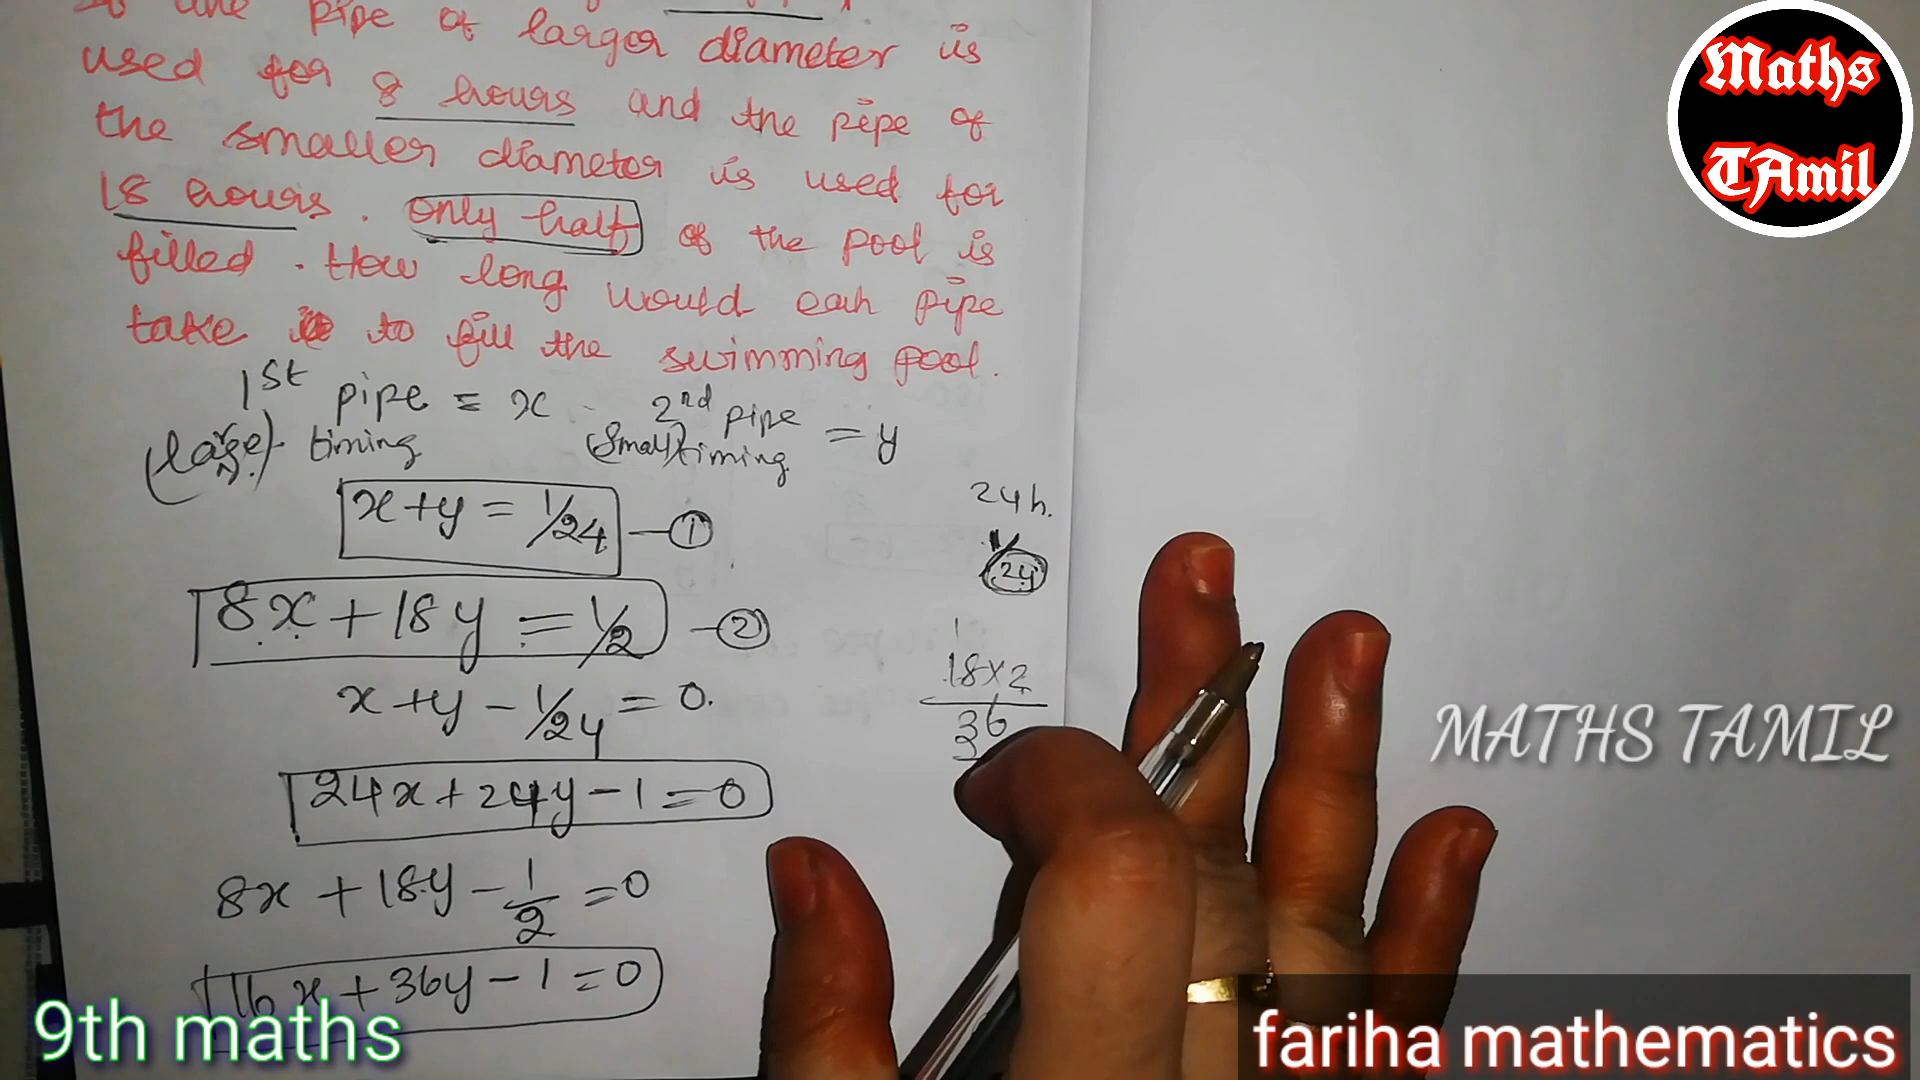 pipe of larger diameter is
used for 8 hours and the pipe of
the smaller diameter is used for
18 hours. only half of the pool is
filled. How long would each pipe
take to fill the swimming pool.
1st pipe = x 2nd pipe = y
(large) timing (small) timing
x+y = 1/24 — ①
24h.
1/24
8x + 18y = 1/2 — ②
1
18×2
36
x+y - 1/24 = 0.
24x + 24y - 1 = 0
8x + 18y - 1/2 = 0
16x + 36y - 1 = 0
Maths
TAmil
MATHS TAMIL
9th maths
fariha mathematics